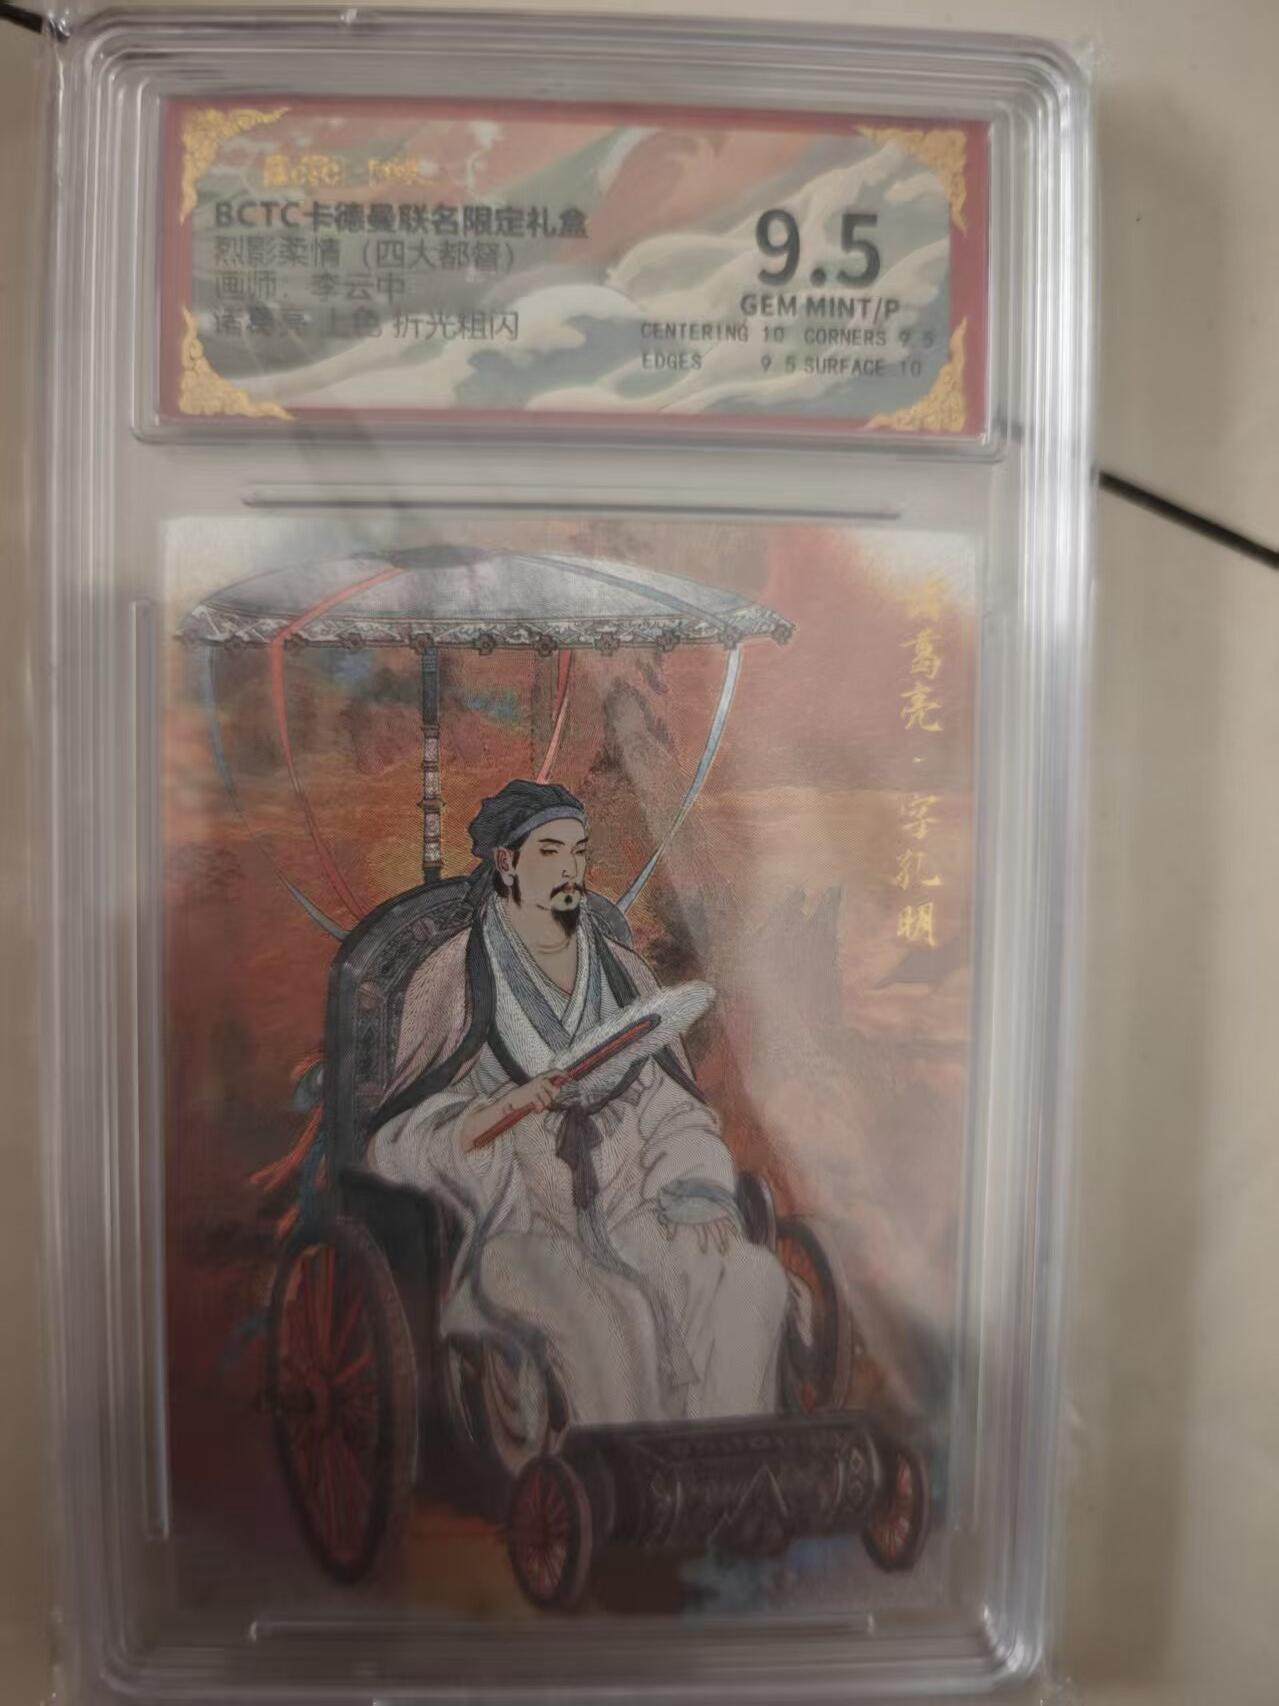 BCTC卡德曼联名限定礼盒
烈影柔情（四大都督）
画师：李云中
诸葛亮 上色 折光粗闪
9.5
GEM MINT/P
CENTERING 10 CORNERS 9.5
EDGES 9.5 SURFACE 10
诸葛亮·字孔明